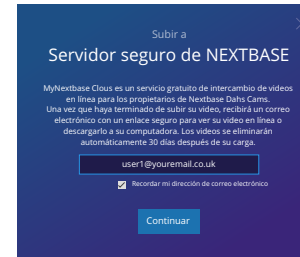 Subir a
Servidor seguro de NEXTBASE
MyNextbase Clous es un servicio gratuito de intercambio de videos
en línea para los propietarios de Nextbase Dahs Cams.
Una vez que haya terminado de subir su video, recibirá un correo
electrónico con un enlace seguro para ver su video en línea o
descargarlo a su computadora. Los videos se eliminarán
automáticamente 30 días después de su carga.
user1@youremail.co.uk
Recordar mi dirección de correo electrónico
Continuar